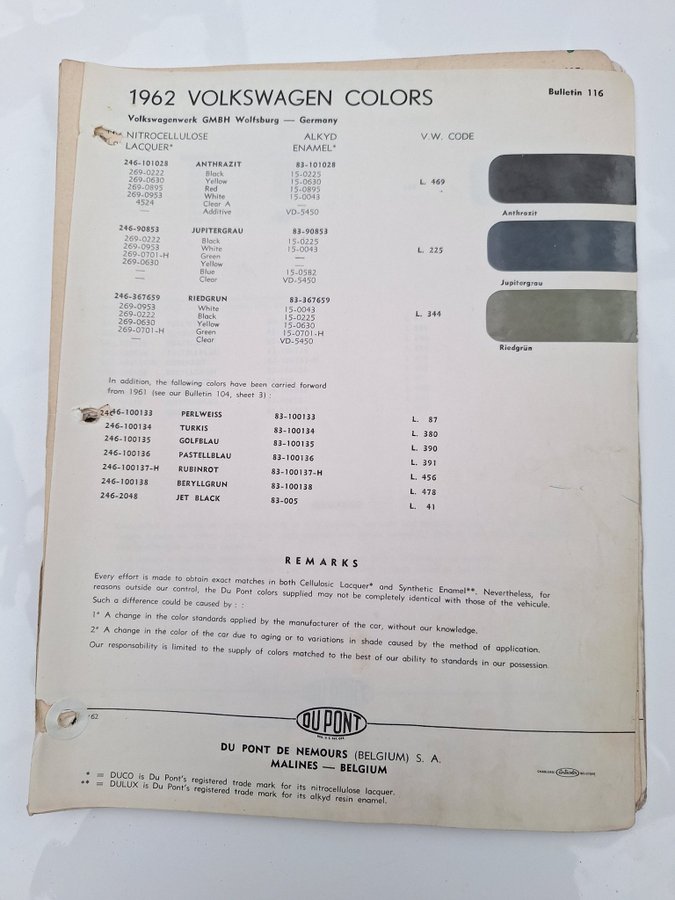 1962 VOLKSWAGEN COLORS Bulletin 116
Volkswagenwerk GMBH Wolfsburg — Germany
NITROCELLULOSE ALKYD V.W. CODE
LACQUER* ENAMEL*
246-101028 ANTHRAZIT 83-101028
269-0222 Black 15-0225
269-0630 Yellow 15-0630 L. 469
269-0895 Red 15-0895
269-0953 White 15-0043
4524 Clear A —
— Additive VD-5450
Anthrazit
246-90853 JUPITERGRAU 83-90853
269-0222 Black 15-0225
269-0953 White 15-0043 L. 225
269-0701-H Green —
269-0630 Yellow —
— Blue 15-0582
— Clear VD-5450
Jupitergrau
246-367659 RIEDGRUN 83-367659
269-0953 White 15-0043
269-0222 Black 15-0225 L. 344
269-0630 Yellow 15-0630
269-0701-H Green 15-0701-H
— Clear VD-5450
Riedgrün
In addition, the following colors have been carried forward
from 1961 (see our Bulletin 104, sheet 3) :
246-100133 PERLWEISS 83-100133 L. 87
246-100134 TURKIS 83-100134 L. 380
246-100135 GOLFBLAU 83-100135 L. 390
246-100136 PASTELLBLAU 83-100136 L. 391
246-100137-H RUBINROT 83-100137-H L. 456
246-100138 BERYLLGRUN 83-100138 L. 478
246-2048 JET BLACK 83-005 L. 41
REMARKS
Every effort is made to obtain exact matches in both Cellulosic Lacquer* and Synthetic Enamel**. Nevertheless, for
reasons outside our control, the Du Pont colors supplied may not be completely identical with those of the vehicule.
Such a difference could be caused by : :
1° A change in the color standards applied by the manufacturer of the car, without our knowledge.
2° A change in the color of the car due to aging or to variations in shade caused by the method of application.
Our responsability is limited to the supply of colors matched to the best of our ability to standards in our possession.
62
DU PONT
DU PONT DE NEMOURS (BELGIUM) S. A.
MALINES — BELGIUM
* = DUCO is Du Pont's registered trade mark for its nitrocellulose lacquer.
** = DULUX is Du Pont's registered trade mark for its alkyd resin enamel.